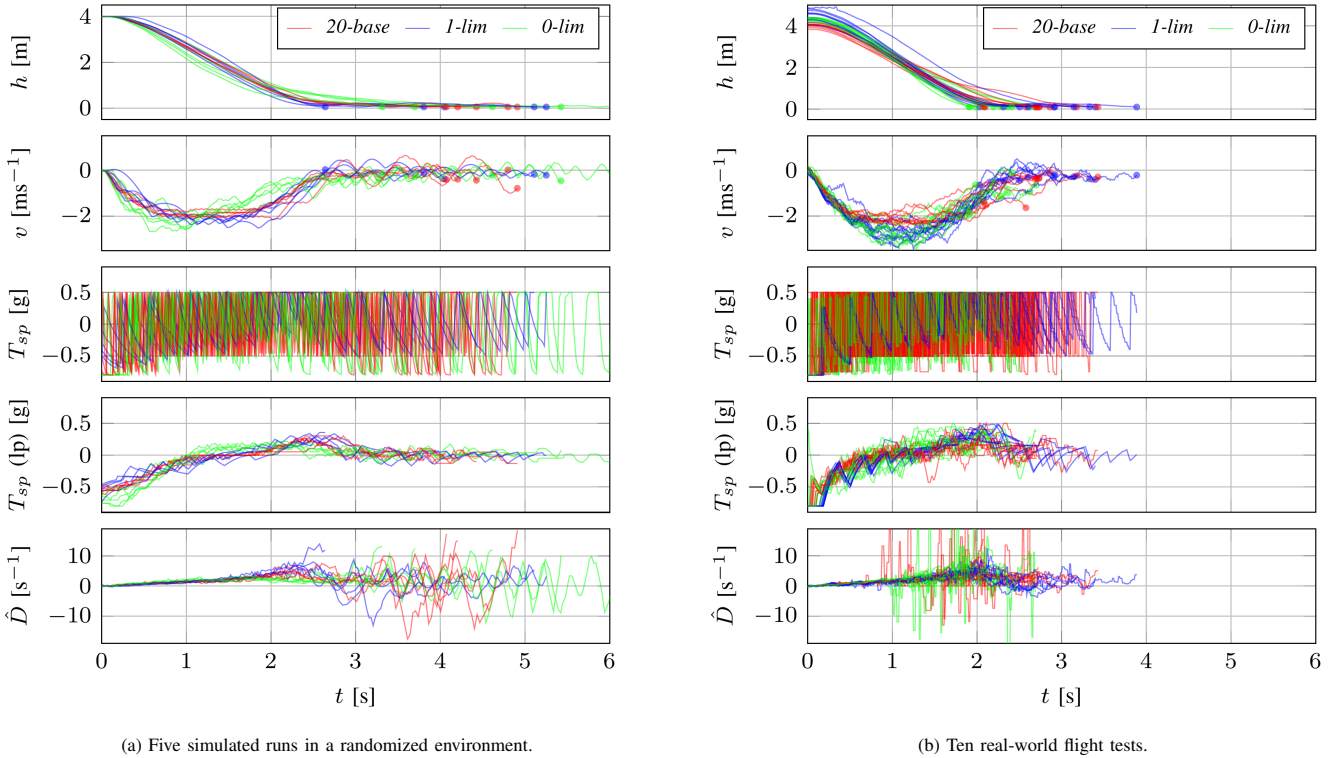 4
2
0
h [m]
20-base 1-lim 0-lim
0
−2
v [ms⁻¹]
0.5
0
−0.5
T_sp [g]
0.5
0
−0.5
T_sp (lp) [g]
10
0
−10
D̂ [s⁻¹]
0 1 2 3 4 5 6
t [s]
(a) Five simulated runs in a randomized environment.
4
2
0
h [m]
20-base 1-lim 0-lim
0
−2
v [ms⁻¹]
0.5
0
−0.5
T_sp [g]
0.5
0
−0.5
T_sp (lp) [g]
10
0
−10
D̂ [s⁻¹]
0 1 2 3 4 5 6
t [s]
(b) Ten real-world flight tests.